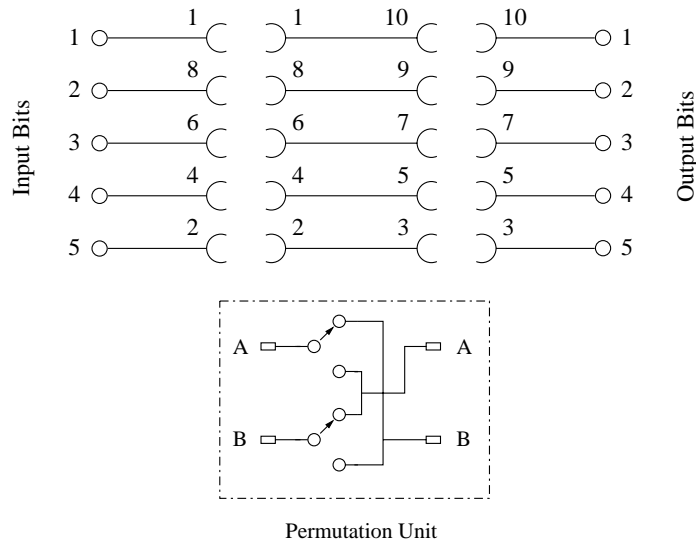 1 1 1 10 10 1
2 8 8 9 9 2
3 6 6 7 7 3
4 4 4 5 5 4
5 2 2 3 3 5
Input Bits
Output Bits
A A
B B
Permutation Unit